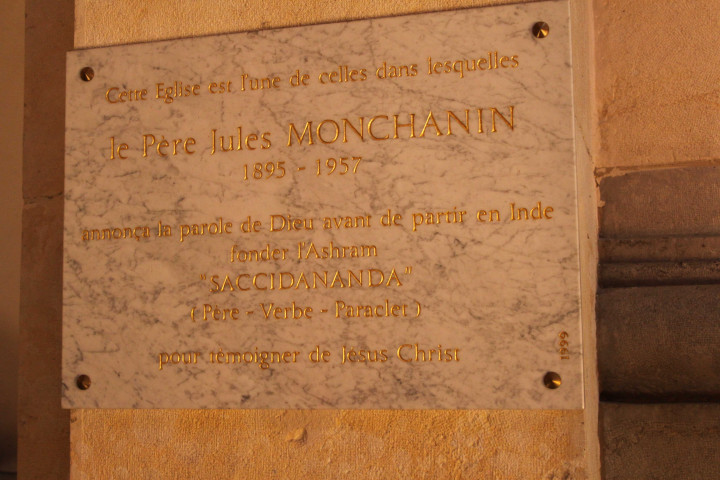 Cette Eglise est l'une de celles dans lesquelles
le Père Jules MONCHANIN
1895 - 1957
annonça la parole de Dieu avant de partir en Inde
fonder l'Ashram
"SACCIDANANDA"
( Père - Verbe - Paraclet )
pour témoigner de Jésus-Christ
1999